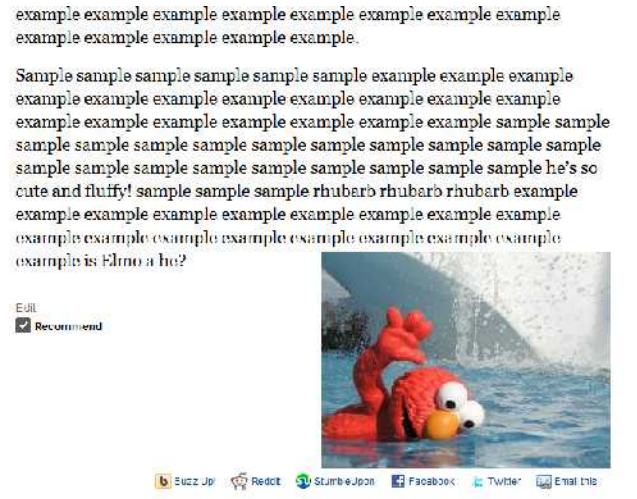 example example example example example example example example
example example example example example.
Sample sample sample sample sample sample example example example
example example example example example example example example
example example example example example example example sample sample
sample sample sample sample sample sample sample sample sample sample
sample sample sample sample sample sample sample sample sample he's so
cute and fluffy! sample sample sample rhubarb rhubarb rhubarb example
example example example example example example example example
example example example example example example example example
example is Elmo a he?
Edit
Recommend
Buzz Up! Reddit StumbleUpon Facebook Twitter Email this